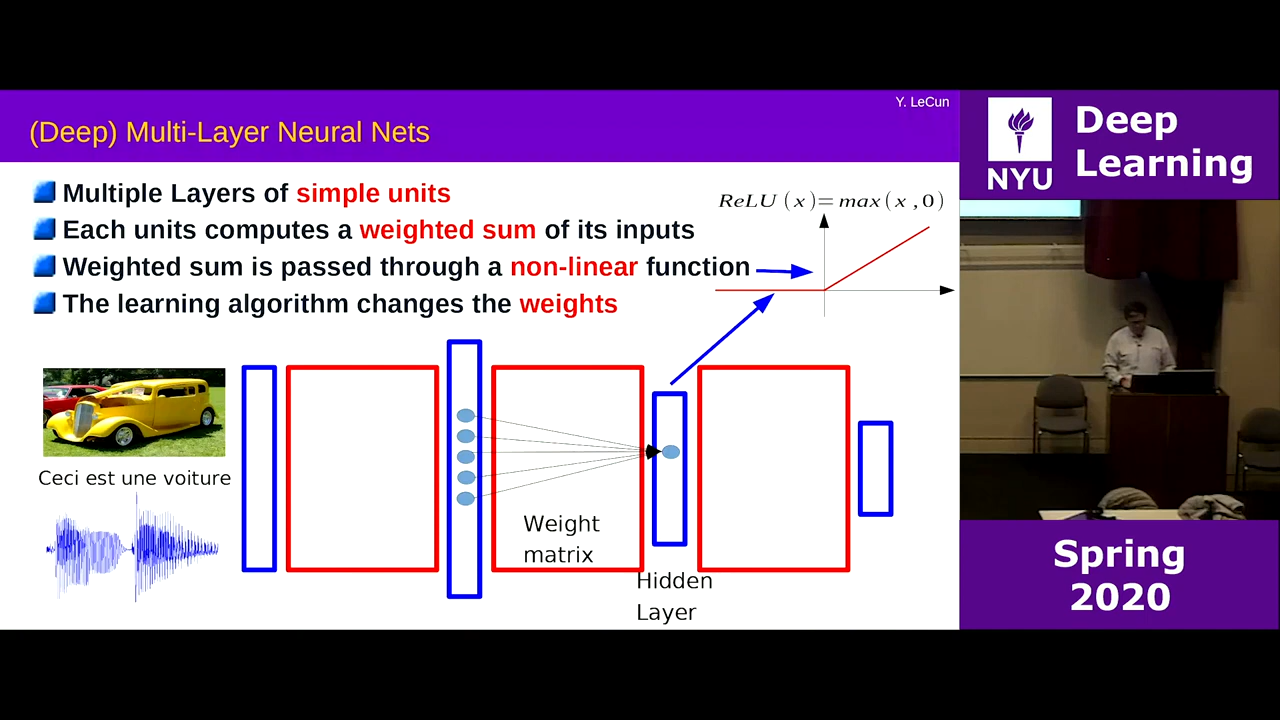 Y. LeCun
(Deep) Multi-Layer Neural Nets
Multiple Layers of simple units
Each units computes a weighted sum of its inputs
Weighted sum is passed through a non-linear function
The learning algorithm changes the weights
ReLU (x)= max(x ,0)
Ceci est une voiture
Weight
matrix
Hidden
Layer
NYU
Deep
Learning
Spring
2020